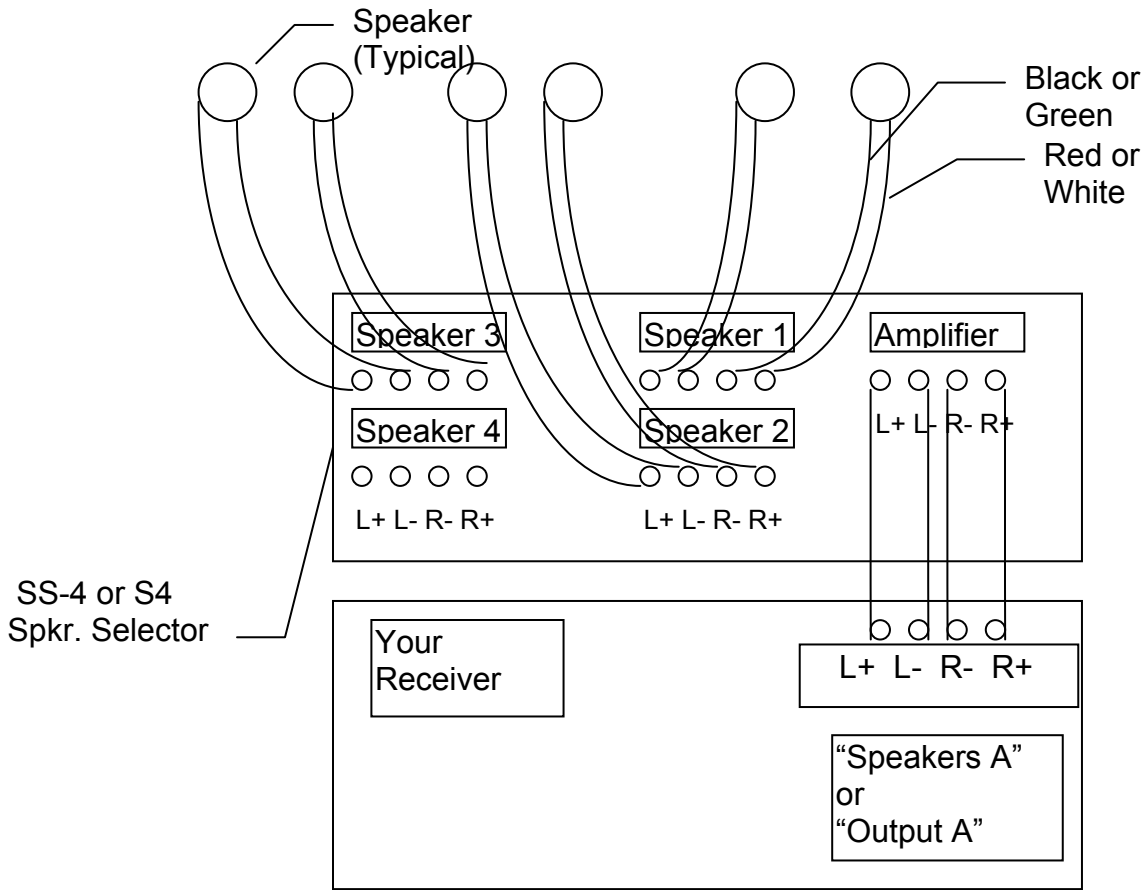 Speaker
(Typical)
Black or
Green
Red or
White
Speaker 3
Speaker 1
Amplifier
L+ L- R- R+
Speaker 4
Speaker 2
L+ L- R- R+
L+ L- R- R+
SS-4 or S4
Spkr. Selector
Your
Receiver
L+ L- R- R+
“Speakers A”
or
“Output A”